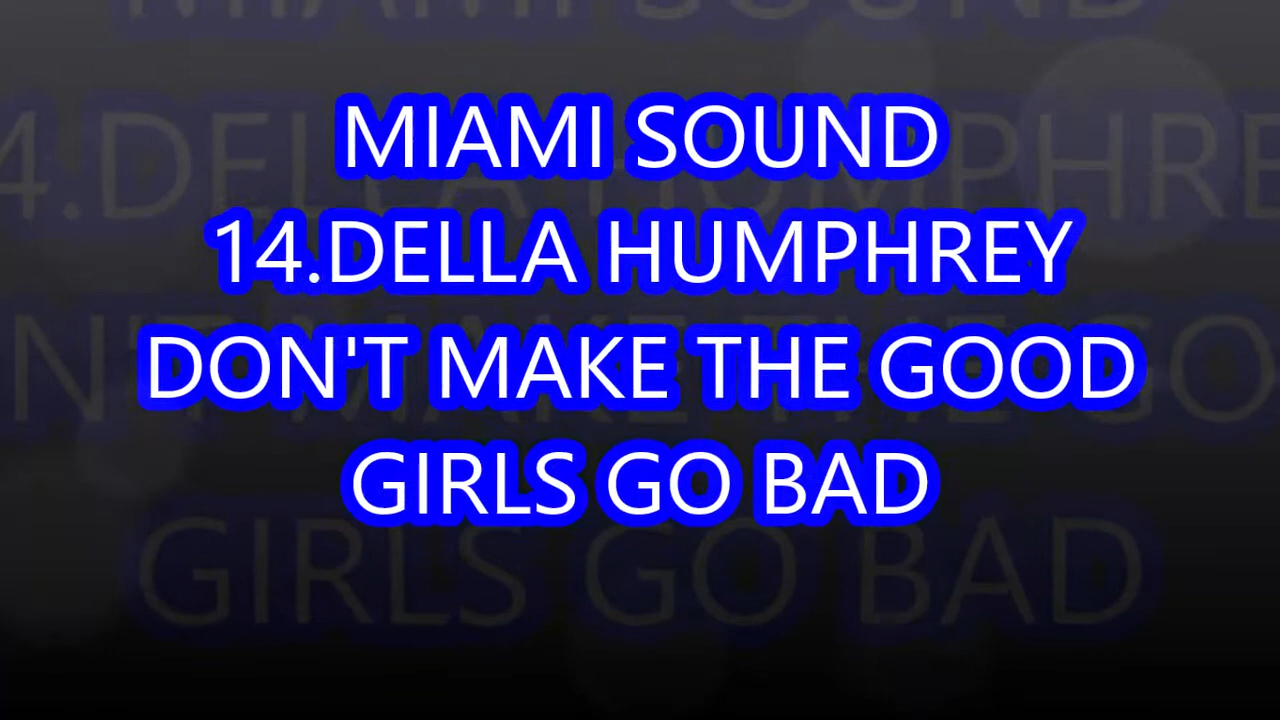 MIAMI SOUND
14.DELLA HUMPHREY
DON'T MAKE THE GOOD
GIRLS GO BAD